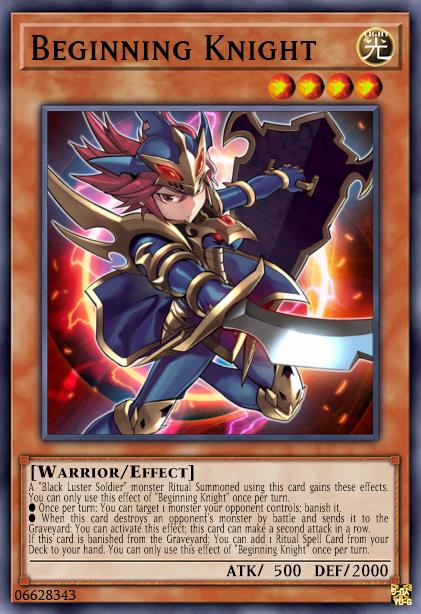 BEGINNING KNIGHT
LIGHT
光
[WARRIOR/EFFECT]
A "Black Luster Soldier" monster Ritual Summoned using this card gains these effects.
You can only use this effect of "Beginning Knight" once per turn.
● Once per turn: You can target 1 monster your opponent controls; banish it.
● When this card destroys an opponent's monster by battle and sends it to the
Graveyard: You can activate this effect; this card can make a second attack in a row.
If this card is banished from the Graveyard: You can add 1 Ritual Spell Card from your
Deck to your hand. You can only use this effect of "Beginning Knight" once per turn.
ATK/ 500 DEF/2000
06628343